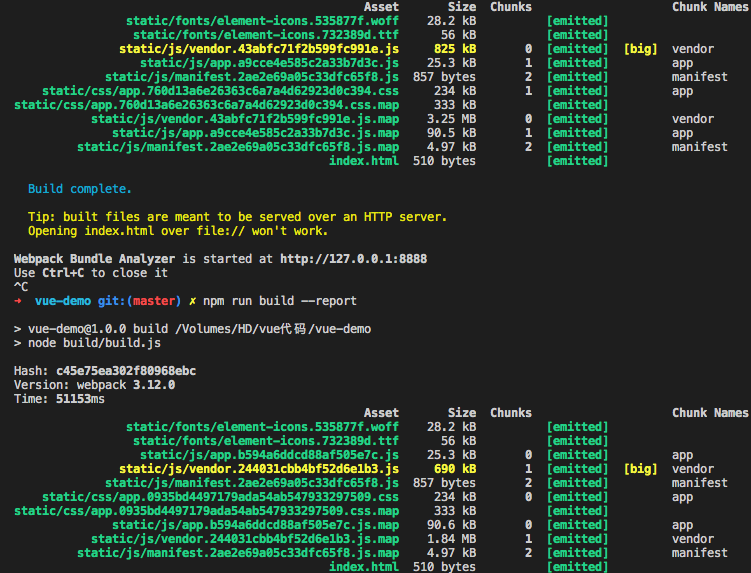 Asset Size Chunks Chunk Names
static/fonts/element-icons.535877f.woff 28.2 kB [emitted]
static/fonts/element-icons.732389d.ttf 56 kB [emitted]
static/js/vendor.43abfc71f2b599fc991e.js 825 kB 0 [emitted] [big] vendor
static/js/app.a9cce4e585c2a33b7d3c.js 25.3 kB 1 [emitted] app
static/js/manifest.2ae2e69a05c33dfc65f8.js 857 bytes 2 [emitted] manifest
static/css/app.760d13a6e26363c6a7a4d62923d0c394.css 234 kB 1 [emitted] app
static/css/app.760d13a6e26363c6a7a4d62923d0c394.css.map 333 kB [emitted]
static/js/vendor.43abfc71f2b599fc991e.js.map 3.25 MB 0 [emitted] vendor
static/js/app.a9cce4e585c2a33b7d3c.js.map 90.5 kB 1 [emitted] app
static/js/manifest.2ae2e69a05c33dfc65f8.js.map 4.97 kB 2 [emitted] manifest
index.html 510 bytes [emitted]
Build complete.
Tip: built files are meant to be served over an HTTP server.
Opening index.html over file:// won't work.
Webpack Bundle Analyzer is started at http://127.0.0.1:8888
Use Ctrl+C to close it
^C
➜ vue-demo git:(master) ✗ npm run build --report
> vue-demo@1.0.0 build /Volumes/HD/vue代码/vue-demo
> node build/build.js
Hash: c45e75ea302f80968ebc
Version: webpack 3.12.0
Time: 51153ms
Asset Size Chunks Chunk Names
static/fonts/element-icons.535877f.woff 28.2 kB [emitted]
static/fonts/element-icons.732389d.ttf 56 kB [emitted]
static/js/app.b594a6ddcd88af505e7c.js 25.3 kB 0 [emitted] app
static/js/vendor.244031cbb4bf52d6e1b3.js 690 kB 1 [emitted] [big] vendor
static/js/manifest.2ae2e69a05c33dfc65f8.js 857 bytes 2 [emitted] manifest
static/css/app.0935bd4497179ada54ab547933297509.css 234 kB 0 [emitted] app
static/css/app.0935bd4497179ada54ab547933297509.css.map 333 kB [emitted]
static/js/app.b594a6ddcd88af505e7c.js.map 90.6 kB 0 [emitted] app
static/js/vendor.244031cbb4bf52d6e1b3.js.map 1.84 MB 1 [emitted] vendor
static/js/manifest.2ae2e69a05c33dfc65f8.js.map 4.97 kB 2 [emitted] manifest
index.html 510 bytes [emitted]